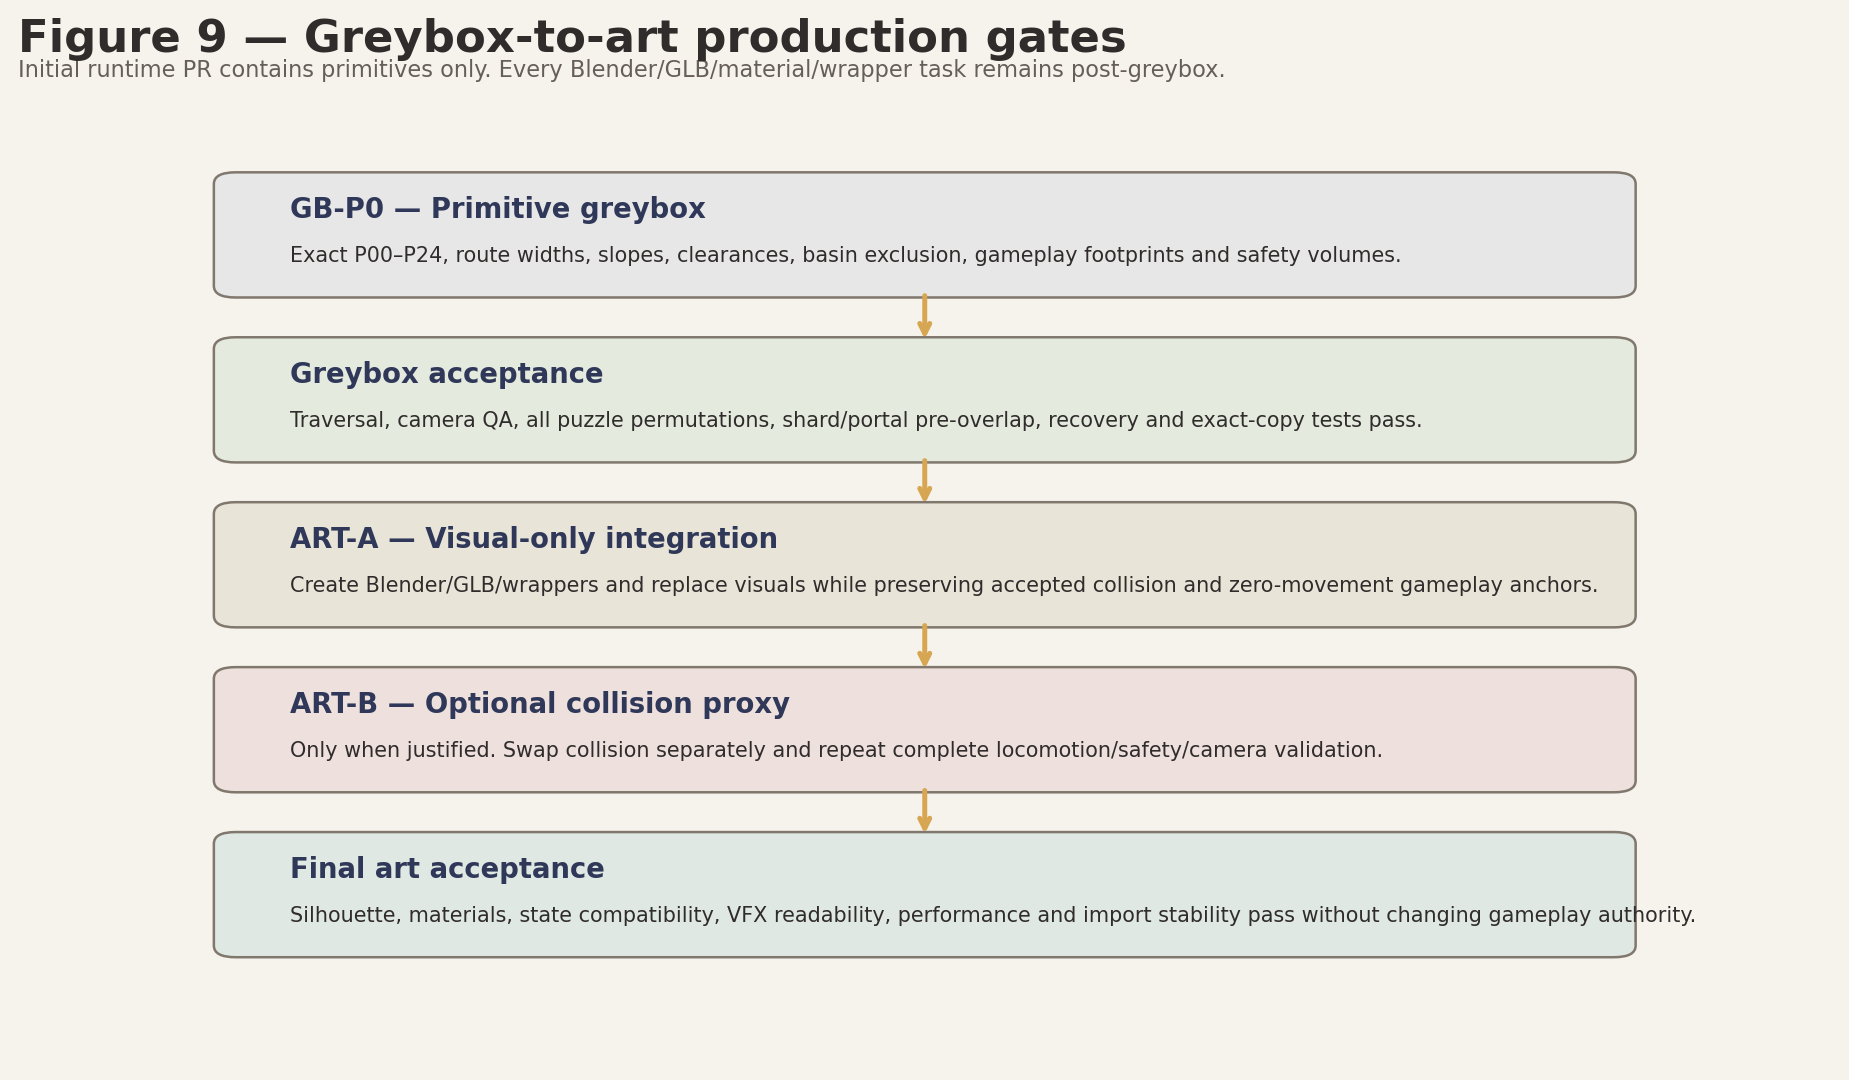 Figure 9 — Greybox-to-art production gates
Initial runtime PR contains primitives only. Every Blender/GLB/material/wrapper task remains post-greybox.
GB-P0 — Primitive greybox
Exact P00–P24, route widths, slopes, clearances, basin exclusion, gameplay footprints and safety volumes.
Greybox acceptance
Traversal, camera QA, all puzzle permutations, shard/portal pre-overlap, recovery and exact-copy tests pass.
ART-A — Visual-only integration
Create Blender/GLB/wrappers and replace visuals while preserving accepted collision and zero-movement gameplay anchors.
ART-B — Optional collision proxy
Only when justified. Swap collision separately and repeat complete locomotion/safety/camera validation.
Final art acceptance
Silhouette, materials, state compatibility, VFX readability, performance and import stability pass without changing gameplay authority.